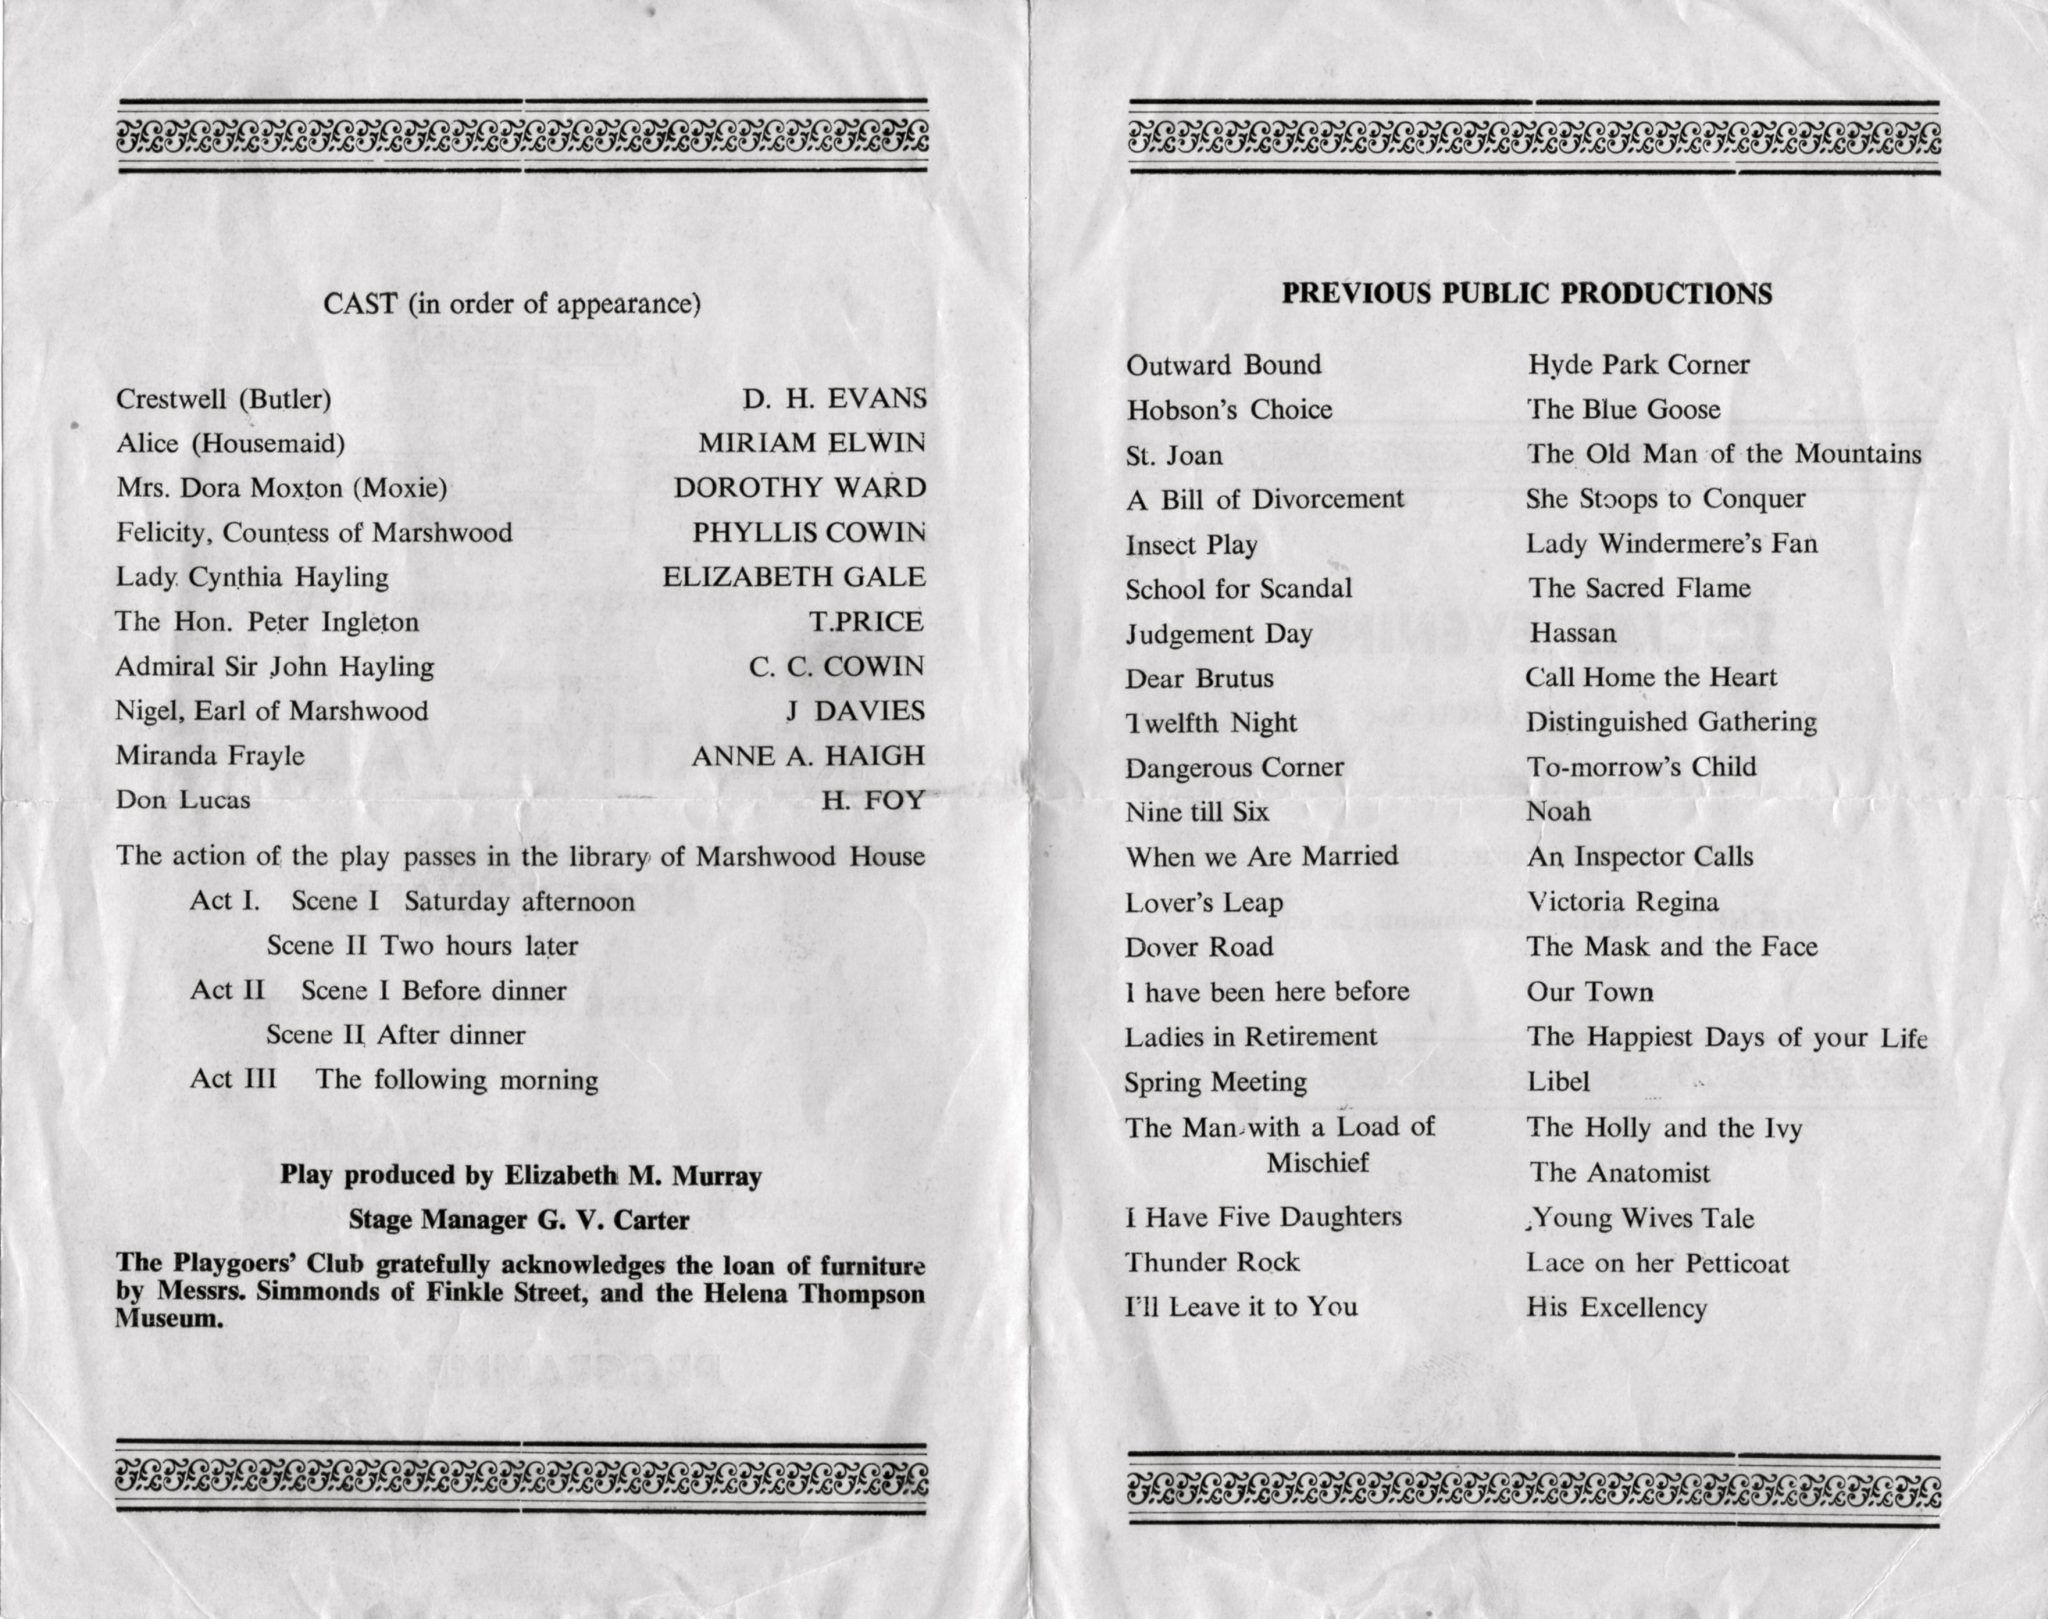 CAST (in order of appearance)
Crestwell (Butler) D. H. EVANS
Alice (Housemaid) MIRIAM ELWIN
Mrs. Dora Moxton (Moxie) DOROTHY WARD
Felicity, Countess of Marshwood PHYLLIS COWIN
Lady Cynthia Hayling ELIZABETH GALE
The Hon. Peter Ingleton T.PRICE
Admiral Sir John Hayling C. C. COWIN
Nigel, Earl of Marshwood J DAVIES
Miranda Frayle ANNE A. HAIGH
Don Lucas H. FOY
The action of the play passes in the library of Marshwood House
Act I. Scene I Saturday afternoon
Scene II Two hours later
Act II Scene I Before dinner
Scene II After dinner
Act III The following morning
Play produced by Elizabeth M. Murray
Stage Manager G. V. Carter
The Playgoers' Club gratefully acknowledges the loan of furniture
by Messrs. Simmonds of Finkle Street, and the Helena Thompson
Museum.
PREVIOUS PUBLIC PRODUCTIONS
Outward Bound
Hobson's Choice
St. Joan
A Bill of Divorcement
Insect Play
School for Scandal
Judgement Day
Dear Brutus
Twelfth Night
Dangerous Corner
Nine till Six
When we Are Married
Lover's Leap
Dover Road
I have been here before
Ladies in Retirement
Spring Meeting
The Man with a Load of
Mischief
I Have Five Daughters
Thunder Rock
I'll Leave it to You
Hyde Park Corner
The Blue Goose
The Old Man of the Mountains
She Stoops to Conquer
Lady Windermere's Fan
The Sacred Flame
Hassan
Call Home the Heart
Distinguished Gathering
To-morrow's Child
Noah
An Inspector Calls
Victoria Regina
The Mask and the Face
Our Town
The Happiest Days of your Life
Libel
The Holly and the Ivy
The Anatomist
Young Wives Tale
Lace on her Petticoat
His Excellency